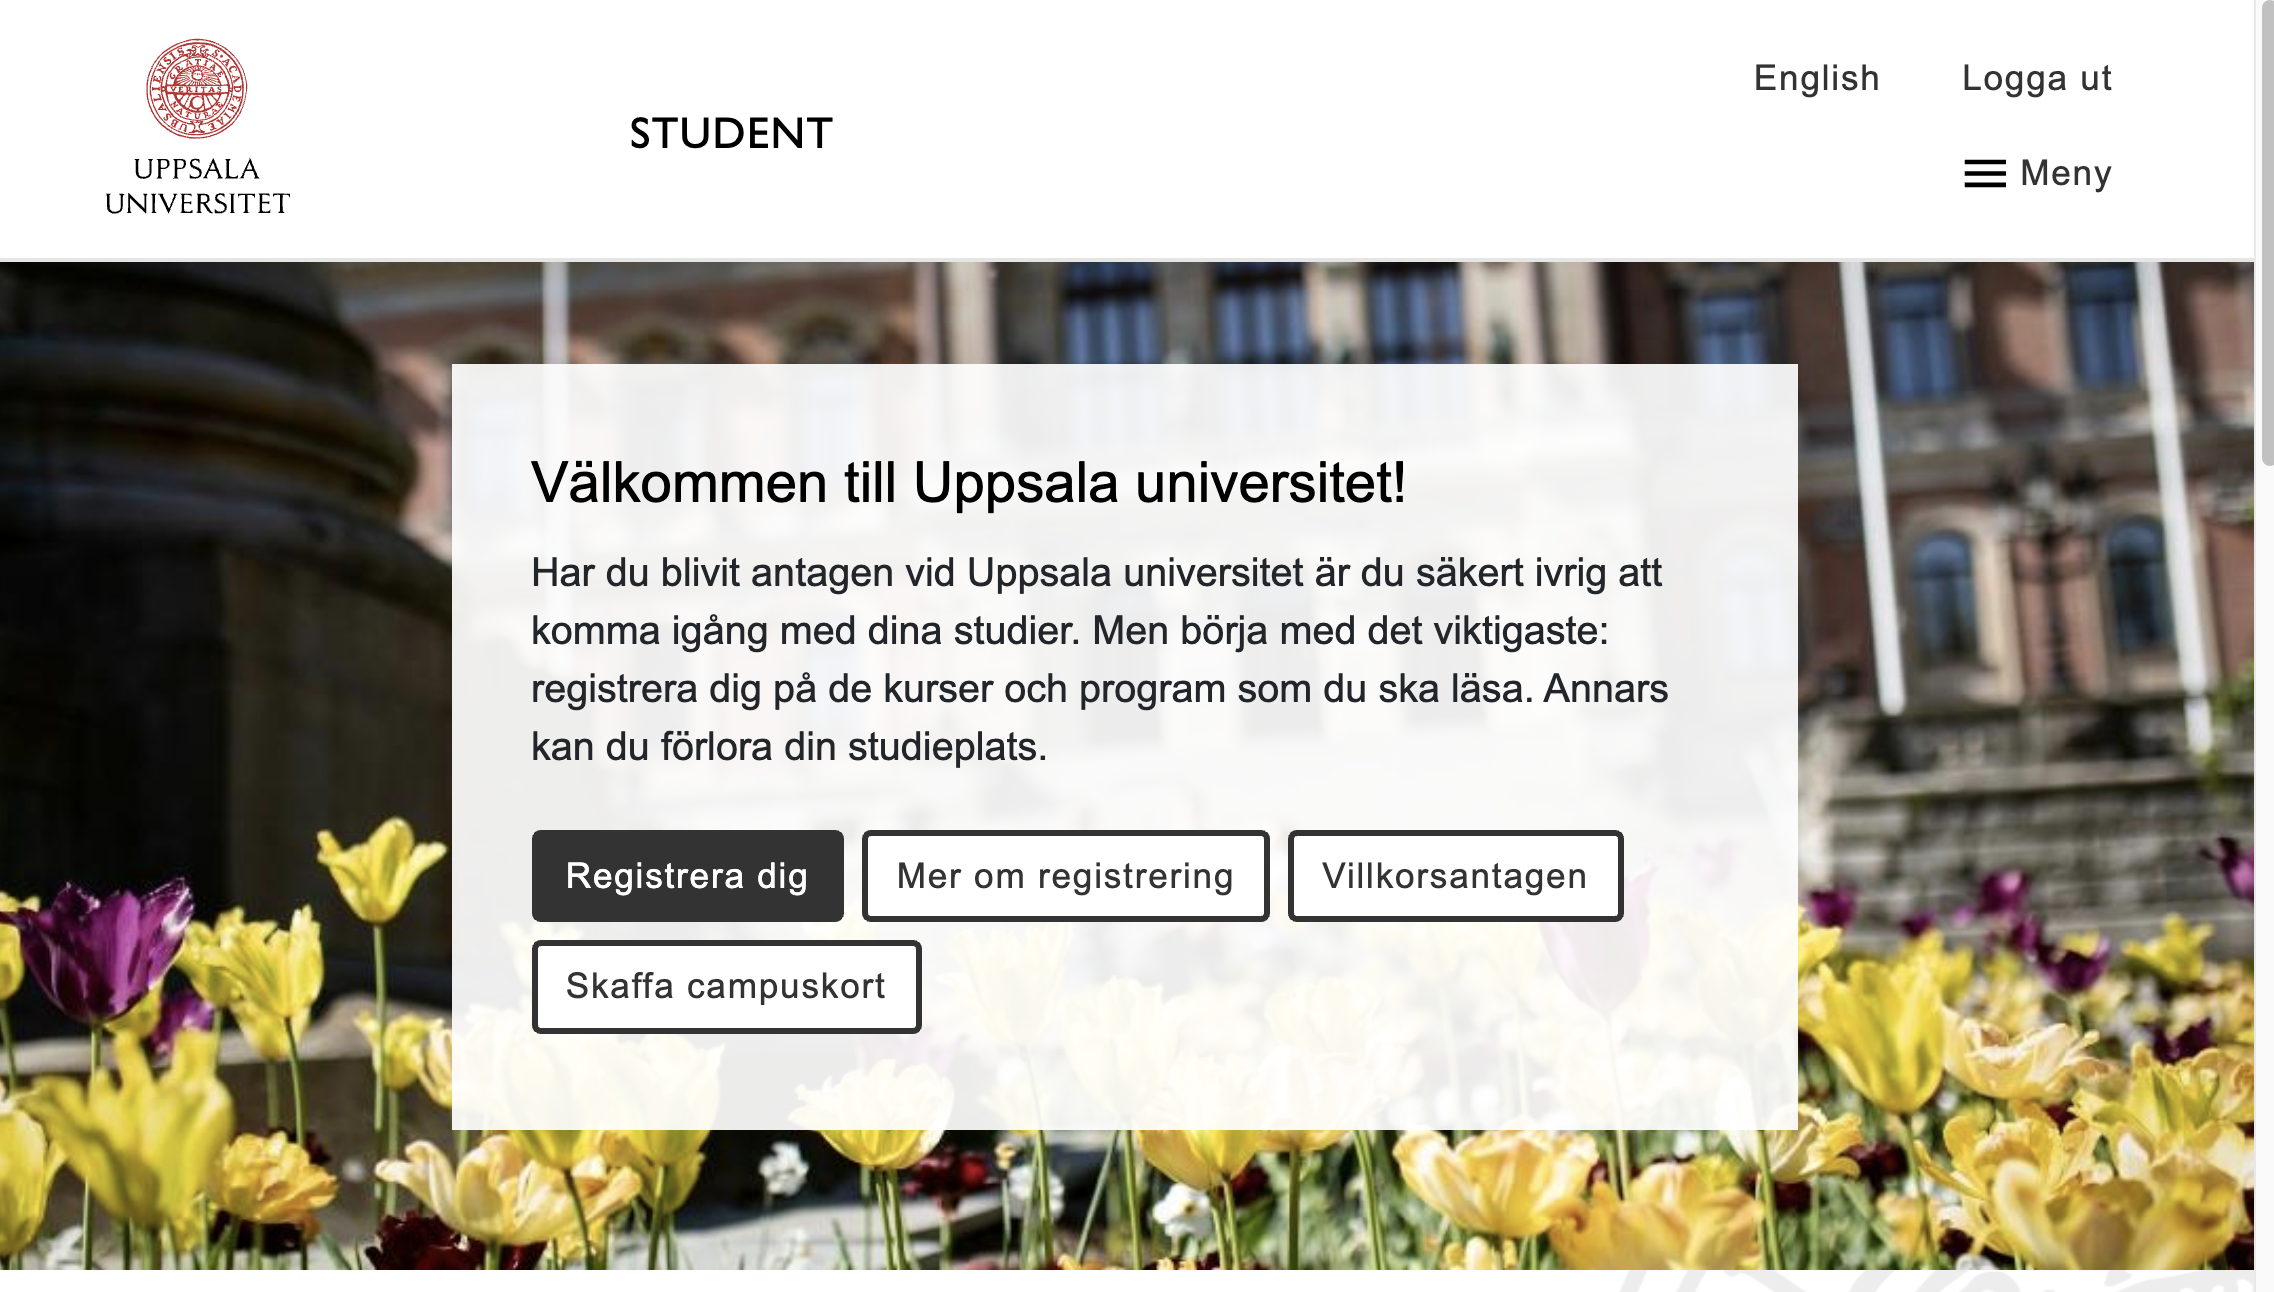 UPPSALA
UNIVERSITET
STUDENT
English
Logga ut
Meny
Välkommen till Uppsala universitet!
Har du blivit antagen vid Uppsala universitet är du säkert ivrig att
komma igång med dina studier. Men börja med det viktigaste:
registrera dig på de kurser och program som du ska läsa. Annars
kan du förlora din studieplats.
Registrera dig
Mer om registrering
Villkorsantagen
Skaffa campuskort